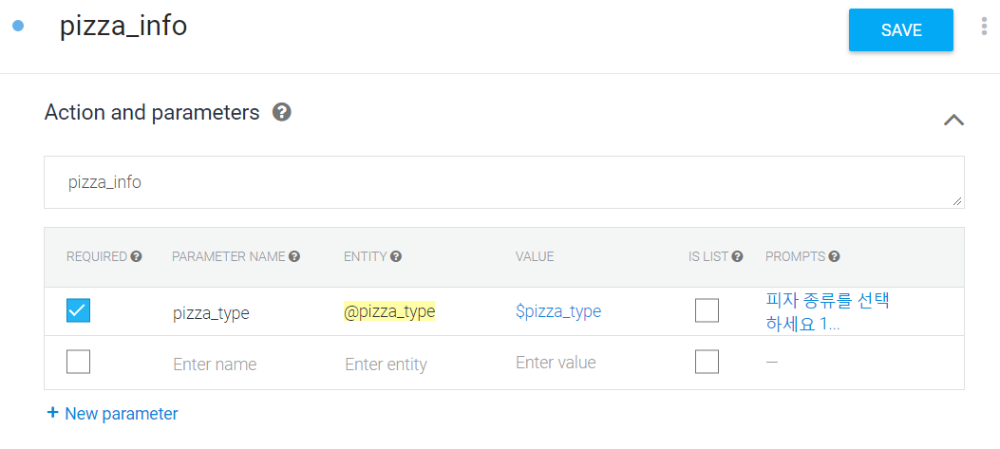 pizza_info
SAVE
Action and parameters
pizza_info
REQUIRED PARAMETER NAME ENTITY VALUE IS LIST PROMPTS
pizza_type @pizza_type $pizza_type 피자 종류를 선택
하세요 1...
Enter name Enter entity Enter value –
+ New parameter